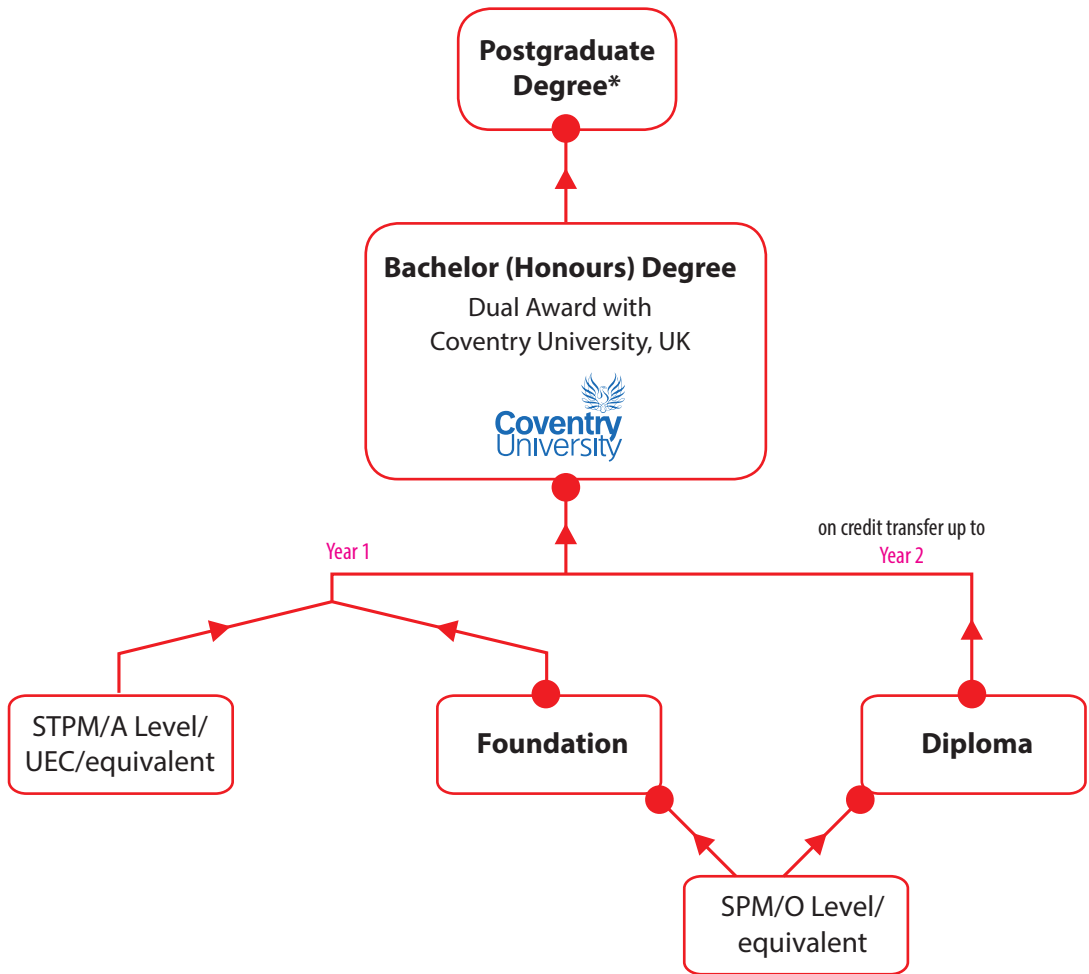 Postgraduate
Degree*
Bachelor (Honours) Degree
Dual Award with
Coventry University, UK
Coventry
University
on credit transfer up to
Year 1
Year 2
STPM/A Level/
UEC/equivalent
Foundation
Diploma
SPM/O Level/
equivalent